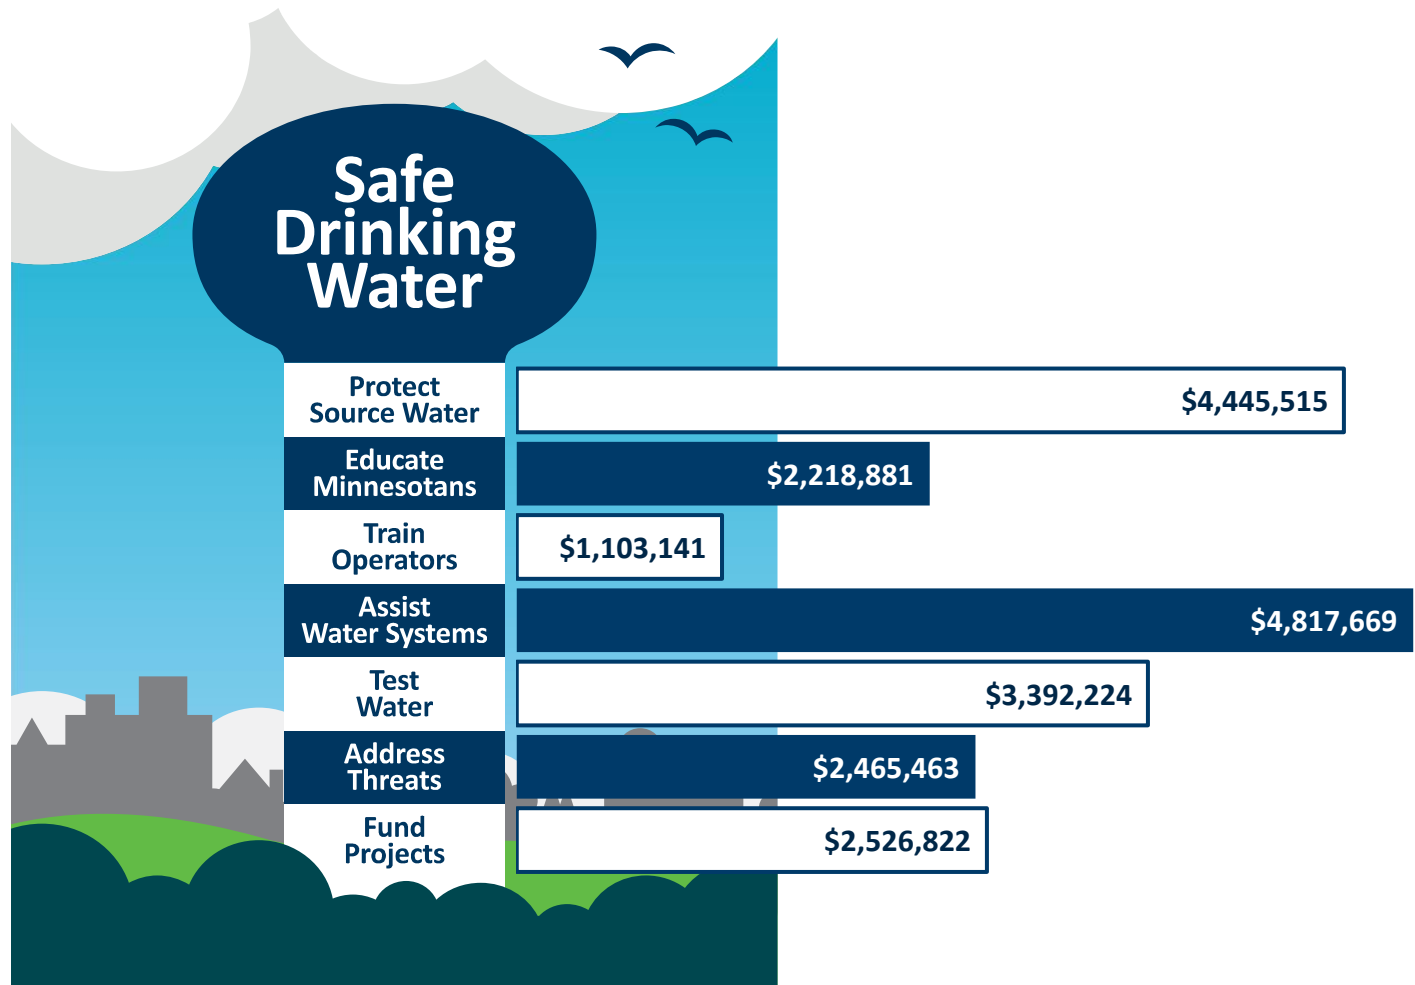 Safe
Drinking
Water
Protect
Source Water
$4,445,515
Educate
Minnesotans
$2,218,881
Train
Operators
$1,103,141
Assist
Water Systems
$4,817,669
Test
Water
$3,392,224
Address
Threats
$2,465,463
Fund
Projects
$2,526,822